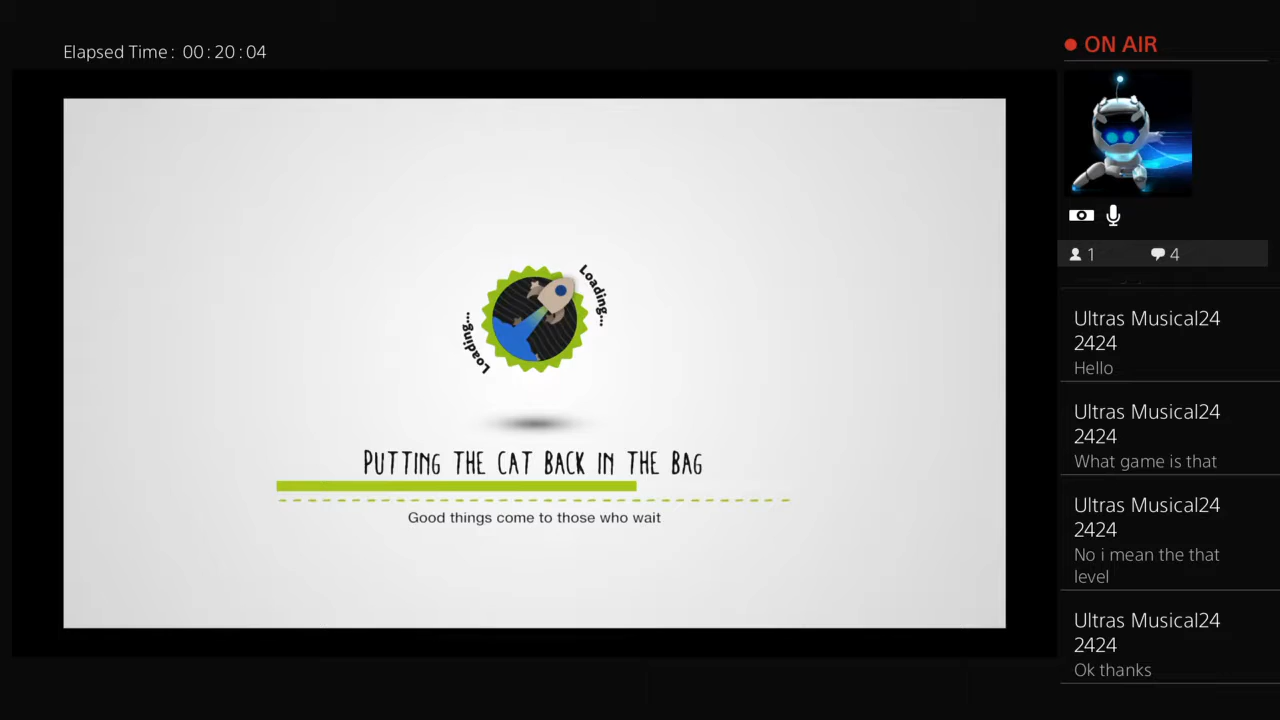 Elapsed Time: 00:20:04
ON AIR
1 4
Loading...
Loading...
PUTTING THE CAT BACK IN THE BAG
Good things come to those who wait
Ultras Musical24
2424
Hello
Ultras Musical24
2424
What game is that
Ultras Musical24
2424
No i mean the that
level
Ultras Musical24
2424
Ok thanks